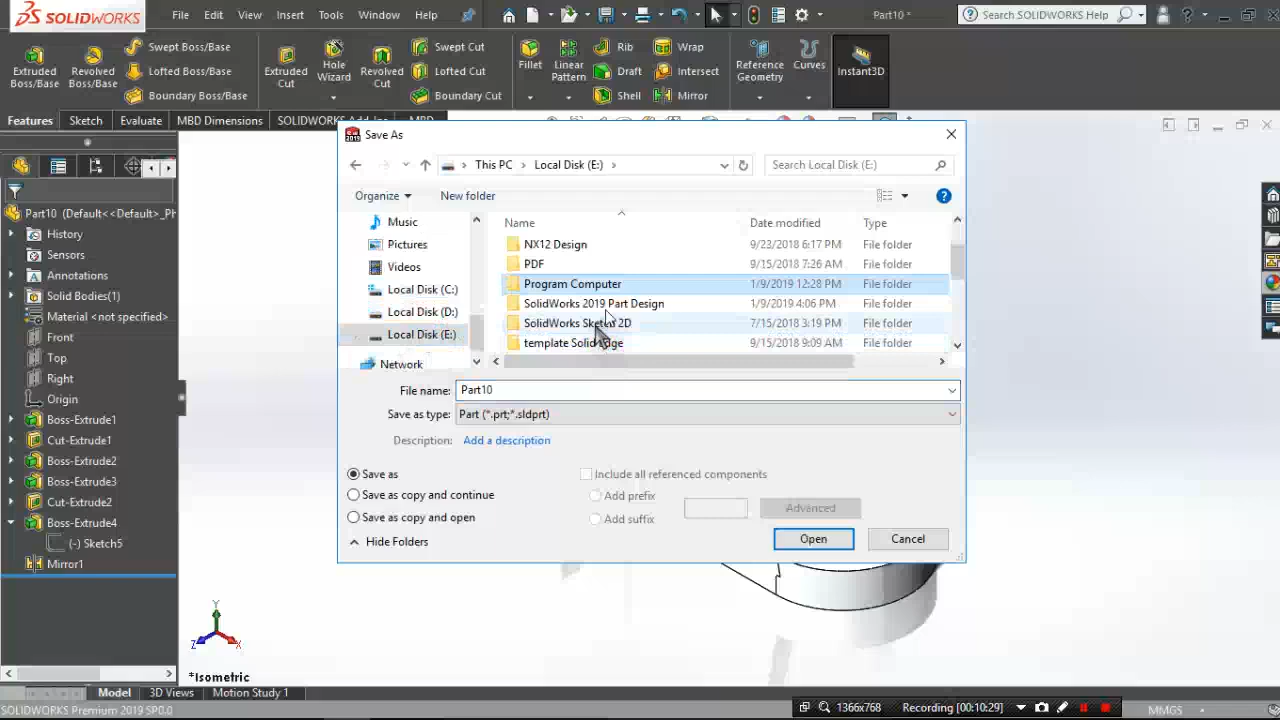 SOLIDWORKS File Edit View Insert Tools Window Help Part10 * Search SOLIDWORKS Help ?
Extruded Boss/Base
Revolved Boss/Base
Swept Boss/Base
Lofted Boss/Base
Boundary Boss/Base
Extruded Cut
Hole Wizard
Revolved Cut
Swept Cut
Lofted Cut
Boundary Cut
Fillet
Linear Pattern
Rib
Draft
Shell
Wrap
Intersect
Mirror
Reference Geometry
Curves
Instant3D
Features Sketch Evaluate MBD Dimensions SOLIDWORKS Add-Ins MBD
Part10 (Default<<Default>_Ph
History
Sensors
Annotations
Solid Bodies(1)
Material <not specified>
Front
Top
Right
Origin
Boss-Extrude1
Cut-Extrude1
Boss-Extrude2
Boss-Extrude3
Cut-Extrude2
Boss-Extrude4
(-) Sketch5
Mirror1
2019 Save As
This PC > Local Disk (E:) >
Search Local Disk (E:)
Organize New folder ?
Music
Pictures
Videos
Local Disk (C:)
Local Disk (D:)
Local Disk (E:)
Network
Name Date modified Type
NX12 Design 9/23/2018 6:17 PM File folder
PDF 9/15/2018 7:26 AM File folder
Program Computer 1/9/2019 12:28 PM File folder
SolidWorks 2019 Part Design 1/9/2019 4:06 PM File folder
SolidWorks Sketch 2D 7/15/2018 3:19 PM File folder
template Solid Edge 9/15/2018 9:09 AM File folder
File name: Part10
Save as type: Part (*.prt;*.sldprt)
Description: Add a description
Save as
Save as copy and continue
Save as copy and open
Include all referenced components
Add prefix
Add suffix
Advanced
Hide Folders
Open Cancel
Y
Z X
*Isometric
Model 3D Views Motion Study 1
SOLIDWORKS Premium 2019 SP0.0
1366x768 Recording [00:10:29]
MMGS